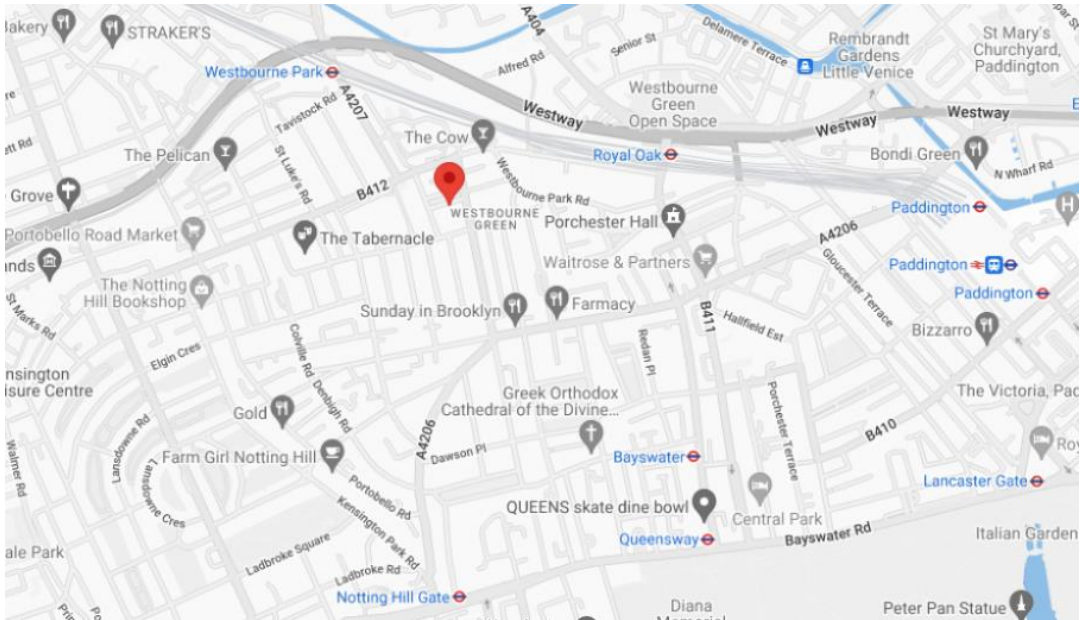 Bakery
STRAKER'S
A404
Senior St
Delamere Terrace
Rembrandt
Gardens
Little Venice
St Mary's
Churchyard,
Paddington
Westbourne Park
Alfred Rd
Westbourne
Green
Open Space
Westway
Westway
Westway
Tavistock Rd
A4207
The Cow
The Pelican
St Luke's Rd
Royal Oak
Bondi Green
N Wharf Rd
Grove
B412
Westbourne Park Rd
WESTBOURNE
GREEN
Porchester Hall
Paddington
Portobello Road Market
The Tabernacle
A4206
Waitrose & Partners
Gloucester Terrace
Paddington
The Notting
Hill Bookshop
Paddington
St Marks Rd
Sunday in Brooklyn
Farmacy
B411
Hallfield Est
Bizzarro
Elgin Cres
Colville Rd
Redan Pl
Denbigh Rd
Greek Orthodox
Cathedral of the Divine...
Porchester Terrace
The Victoria, Pad
Lansdowne Rd
Gold
A4206
B410
Walmer Rd
Farm Girl Notting Hill
Dawson Pl
Bayswater
Lansdowne Cres
Portobello Rd
Lancaster Gate
Kensington Park Rd
QUEENS skate dine bowl
Central Park
Ladbroke Square
Queensway
Bayswater Rd
Italian Garden
ale Park
Ladbroke Rd
Notting Hill Gate
Diana
Peter Pan Statue